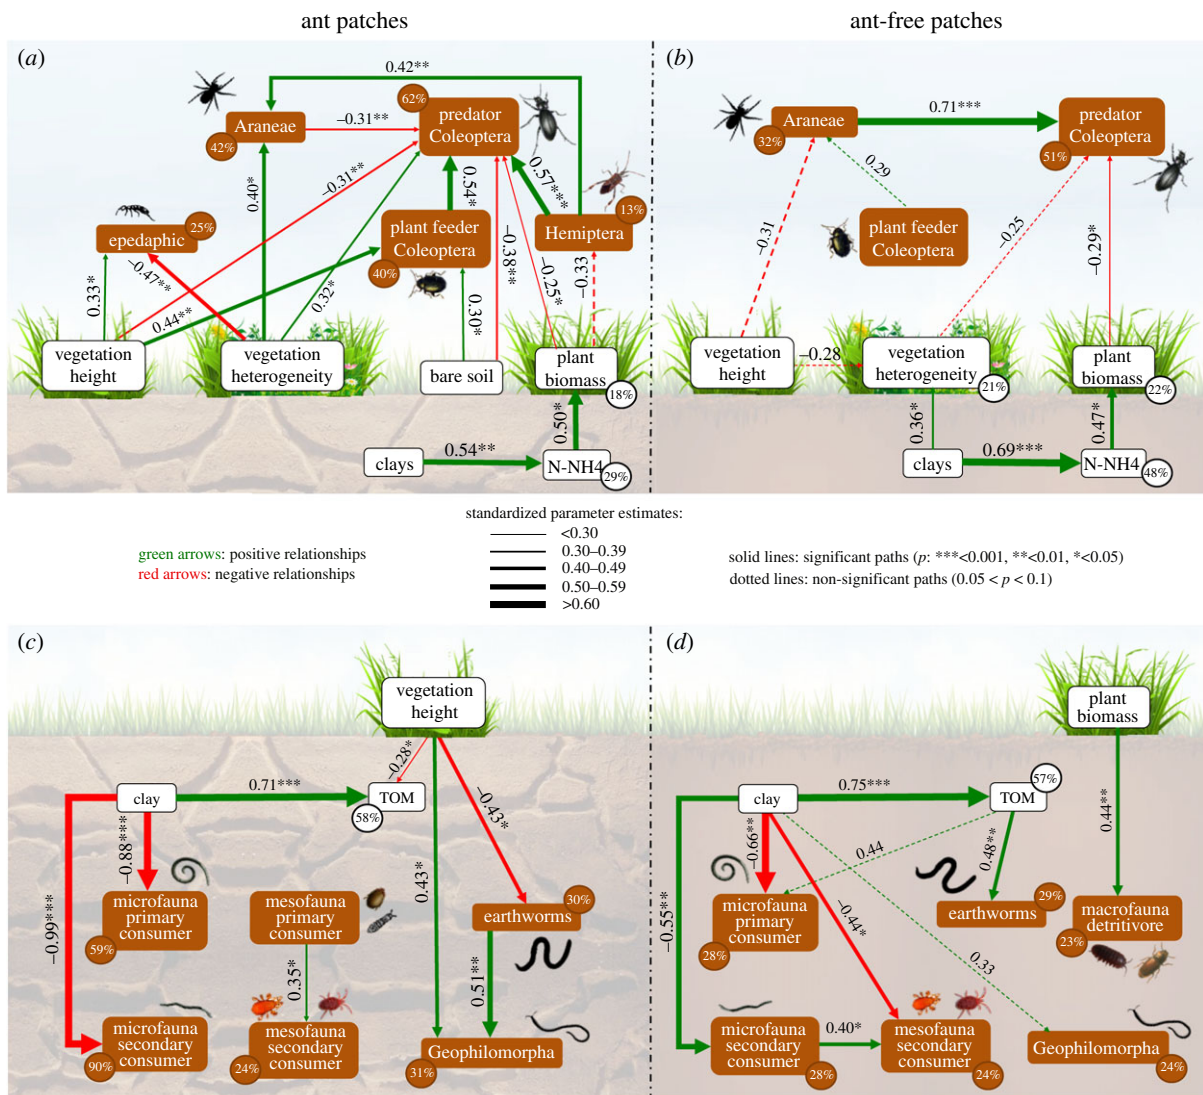 ant patches
ant-free patches
(a)
0.42**
62%
predator
Coleoptera
Araneae
42%
–0.31**
–0.31**
0.40*
0.54*
0.57***
25%
epedaphic
–0.47**
0.33*
0.44**
0.32*
plant feeder
Coleoptera
40%
13%
Hemiptera
–0.38**
–0.25*
–0.33
0.30*
vegetation
height
vegetation
heterogeneity
bare soil
plant
biomass
18%
0.50*
clays
0.54**
N-NH4
29%
(b)
Araneae
32%
0.71***
predator
Coleoptera
51%
0.29
plant feeder
Coleoptera
–0.31
–0.25
–0.29*
vegetation
height
–0.28
vegetation
heterogeneity
21%
plant
biomass
22%
0.36*
0.47*
clays
0.69***
N-NH4
48%
green arrows: positive relationships
red arrows: negative relationships
standardized parameter estimates:
<0.30
0.30–0.39
0.40–0.49
0.50–0.59
>0.60
solid lines: significant paths (p: ***<0.001, **<0.01, *<0.05)
dotted lines: non-significant paths (0.05 < p < 0.1)
(c)
vegetation
height
–0.28*
clay
0.71***
TOM
58%
–0.43*
–0.88***
–0.99***
0.43*
microfauna
primary
consumer
59%
mesofauna
primary
consumer
30%
earthworms
0.35*
0.51**
microfauna
secondary
consumer
90%
mesofauna
secondary
consumer
24%
Geophilomorpha
31%
(d)
plant
biomass
clay
0.75***
57%
TOM
0.44**
–0.66**
0.44
0.48**
–0.55**
–0.44*
microfauna
primary
consumer
28%
29%
earthworms
macrofauna
detritivore
23%
0.33
microfauna
secondary
consumer
28%
0.40*
mesofauna
secondary
consumer
24%
Geophilomorpha
24%